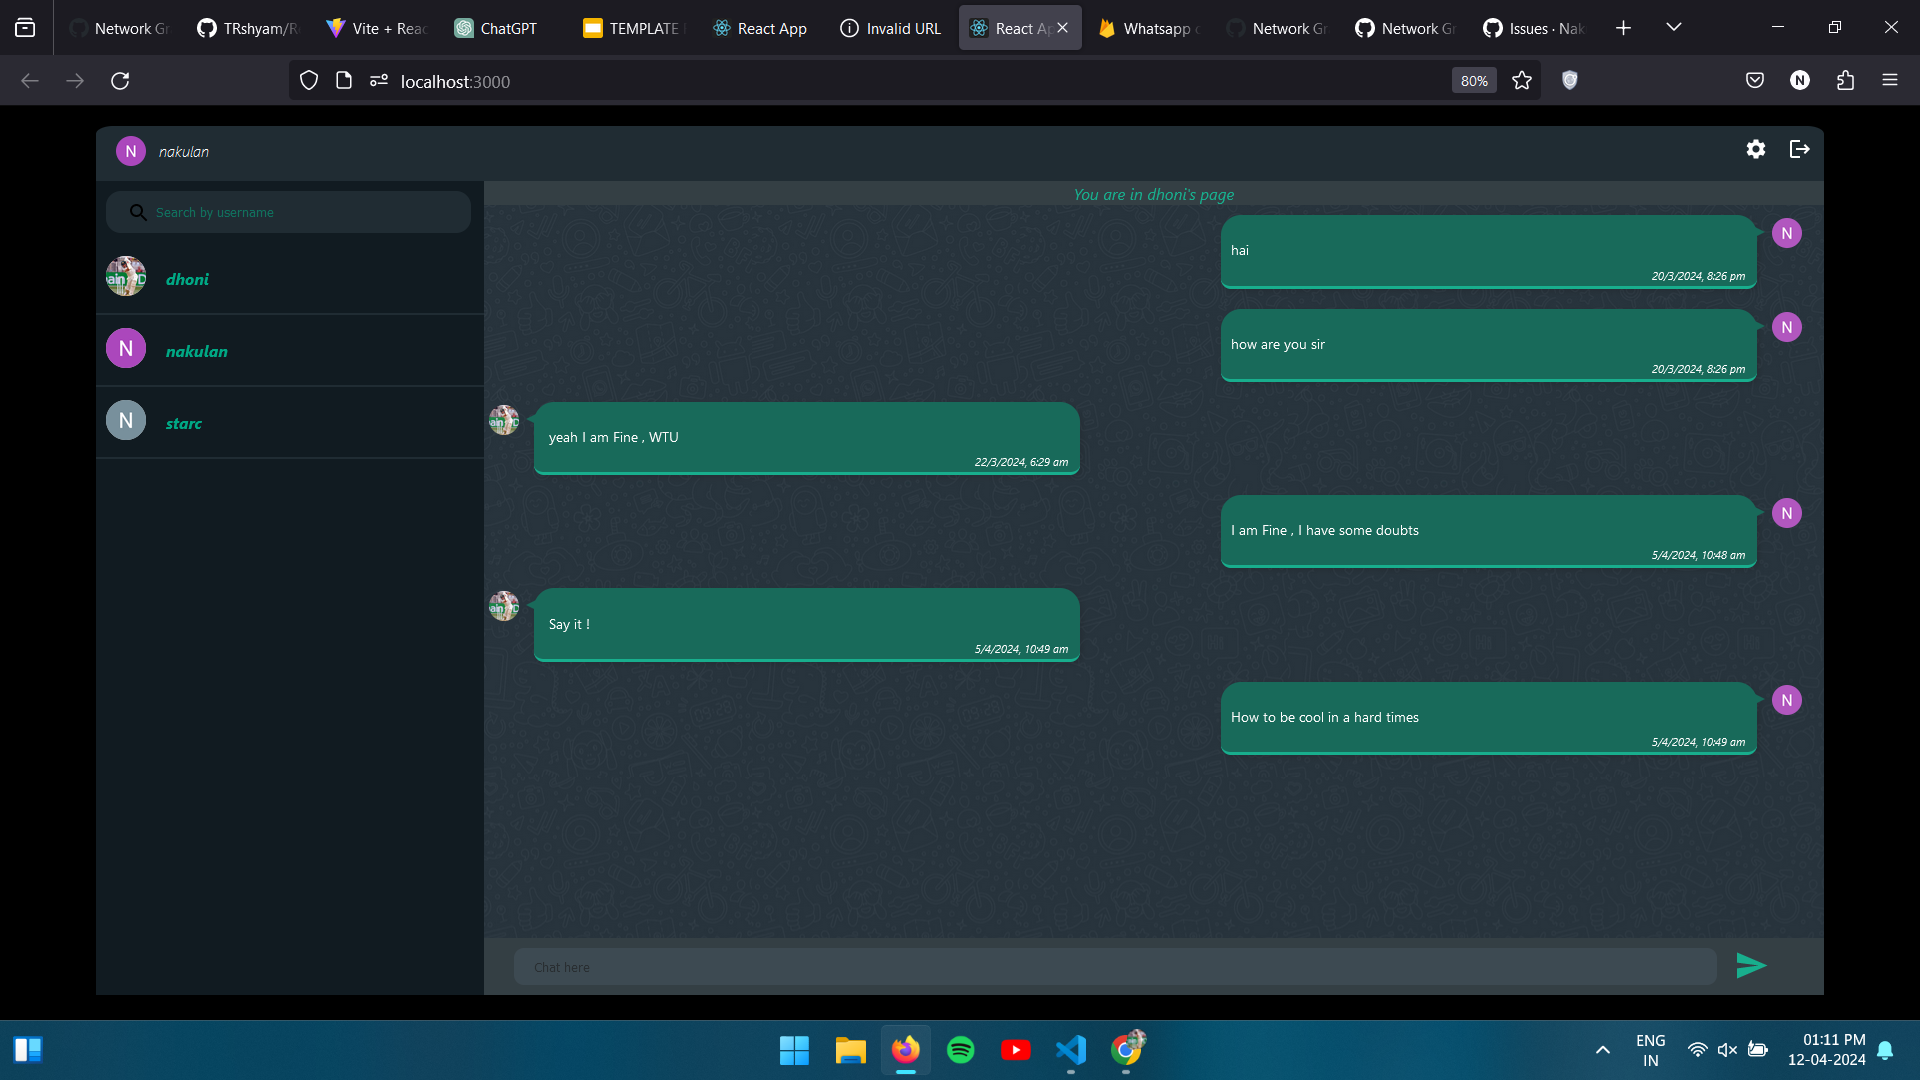 Network Gr
TRshyam/R
Vite + Reac
ChatGPT
TEMPLATE
React App
Invalid URL
React Ap
Whatsapp c
Network Gr
Network Gr
Issues · Nak
localhost:3000
80%
N
N
nakulan
You are in dhoni's page
Search by username
dhoni
N
nakulan
N
starc
hai
20/3/2024, 8:26 pm
N
how are you sir
20/3/2024, 8:26 pm
N
yeah I am Fine , WTU
22/3/2024, 6:29 am
I am Fine , I have some doubts
5/4/2024, 10:48 am
N
Say it !
5/4/2024, 10:49 am
How to be cool in a hard times
5/4/2024, 10:49 am
N
Chat here
ENG
IN
01:11 PM
12-04-2024